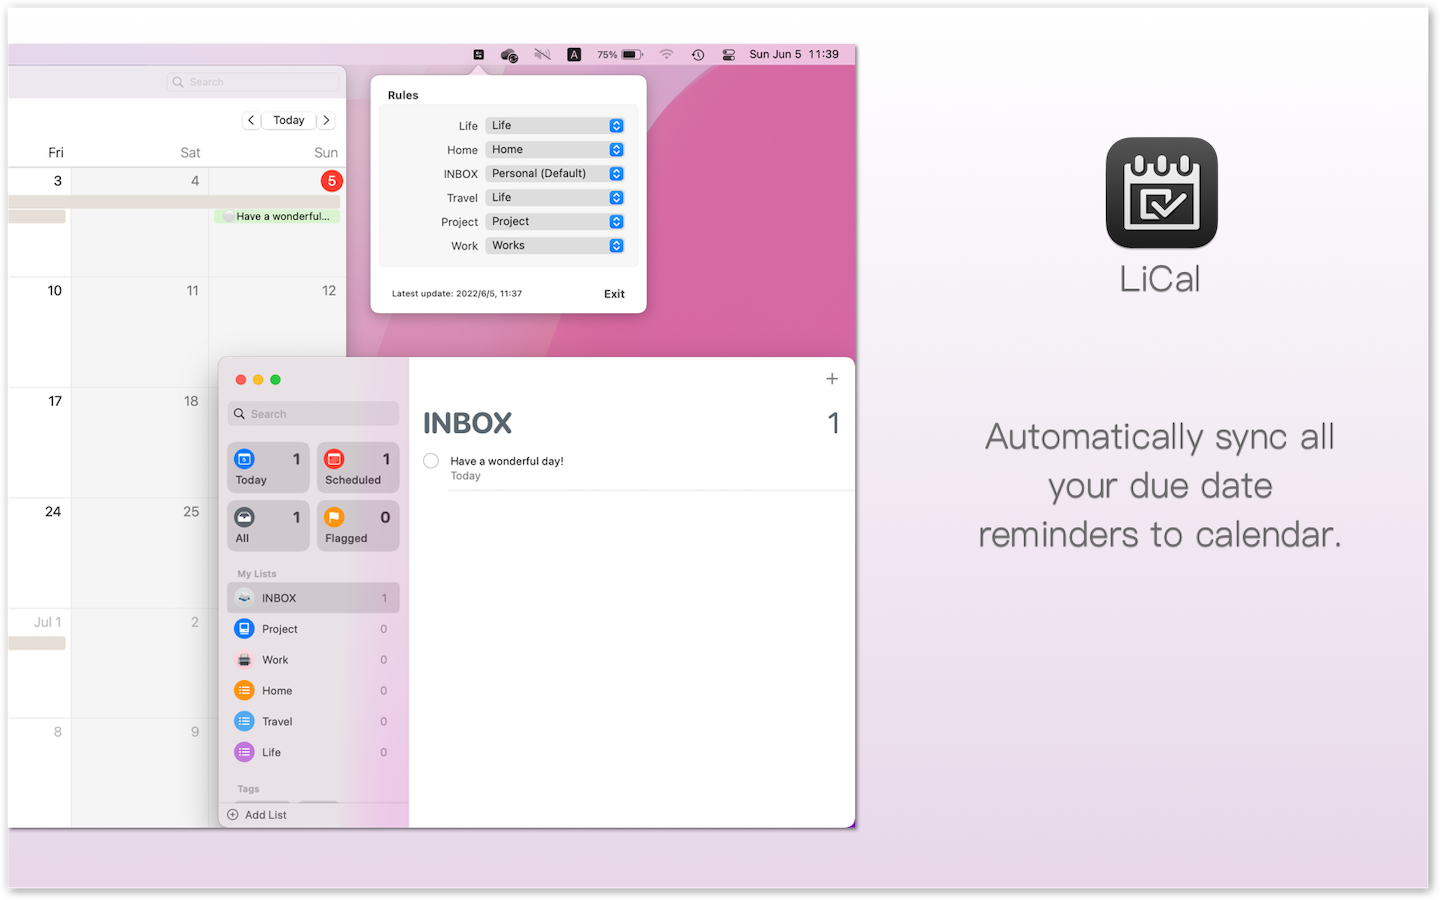 75%
Sun Jun 5 11:39
Search
Today
Fri Sat Sun
3 4 5
Have a wonderful...
10 11 12
17 18
24 25
Jul 1 2
8 9
Rules
Life Life
Home Home
INBOX Personal (Default)
Travel Life
Project Project
Work Works
Latest update: 2022/6/5, 11:37 Exit
Search
1
Today
1
Scheduled
1
All
0
Flagged
My Lists
INBOX 1
Project 0
Work 0
Home 0
Travel 0
Life 0
Tags
Add List
INBOX 1
Have a wonderful day!
Today
LiCal
Automatically sync all
your due date
reminders to calendar.